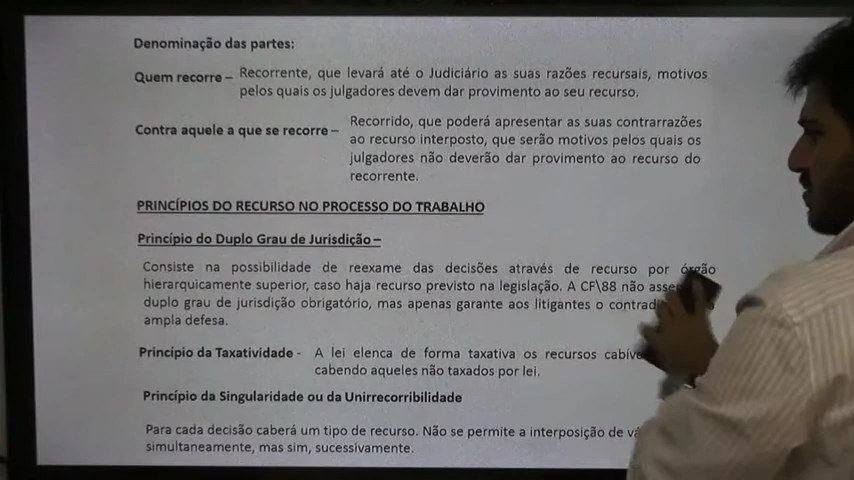 Denominação das partes:
Quem recorre – Recorrente, que levará até o Judiciário as suas razões recursais, motivos
pelos quais os julgadores devem dar provimento ao seu recurso.
Contra aquele a que se recorre – Recorrido, que poderá apresentar as suas contrarrazões
ao recurso interposto, que serão motivos pelos quais os
julgadores não deverão dar provimento ao recurso do
recorrente.
PRINCÍPIOS DO RECURSO NO PROCESSO DO TRABALHO
Princípio do Duplo Grau de Jurisdição –
Consiste na possibilidade de reexame das decisões através de recurso por órgão
hierarquicamente superior, caso haja recurso previsto na legislação. A CF\88 não
duplo grau de jurisdição obrigatório, mas apenas garante aos litigantes o
ampla defesa.
Princípio da Taxatividade - A lei elenca de forma taxativa os recursos
cabendo aqueles não taxados por lei.
Princípio da Singularidade ou da Unirrecorribilidade
Para cada decisão caberá um tipo de recurso. Não se permite a interposição de
simultaneamente, mas sim, sucessivamente.